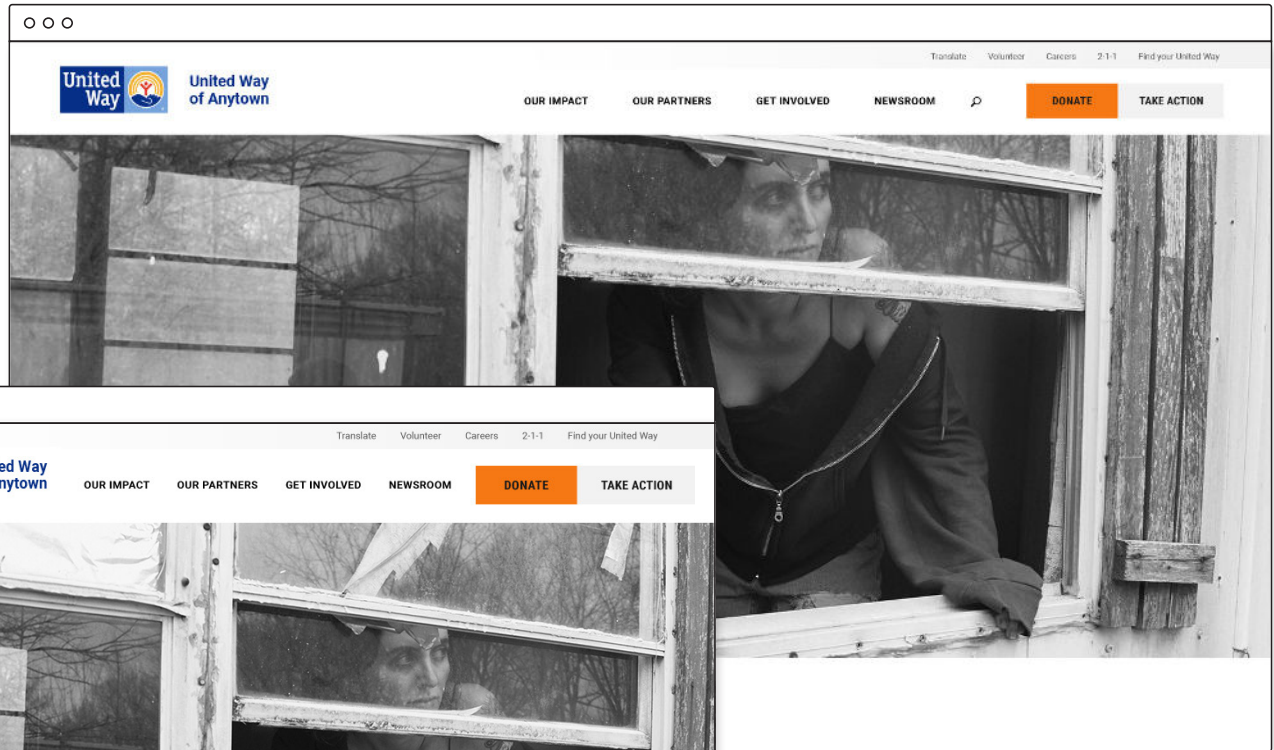 Translate Volunteer Careers 2-1-1 Find your United Way
United
Way
United Way
of Anytown
OUR IMPACT OUR PARTNERS GET INVOLVED NEWSROOM DONATE TAKE ACTION
Translate Volunteer Careers 2-1-1 Find your United Way
ed Way
nytown
OUR IMPACT OUR PARTNERS GET INVOLVED NEWSROOM DONATE TAKE ACTION